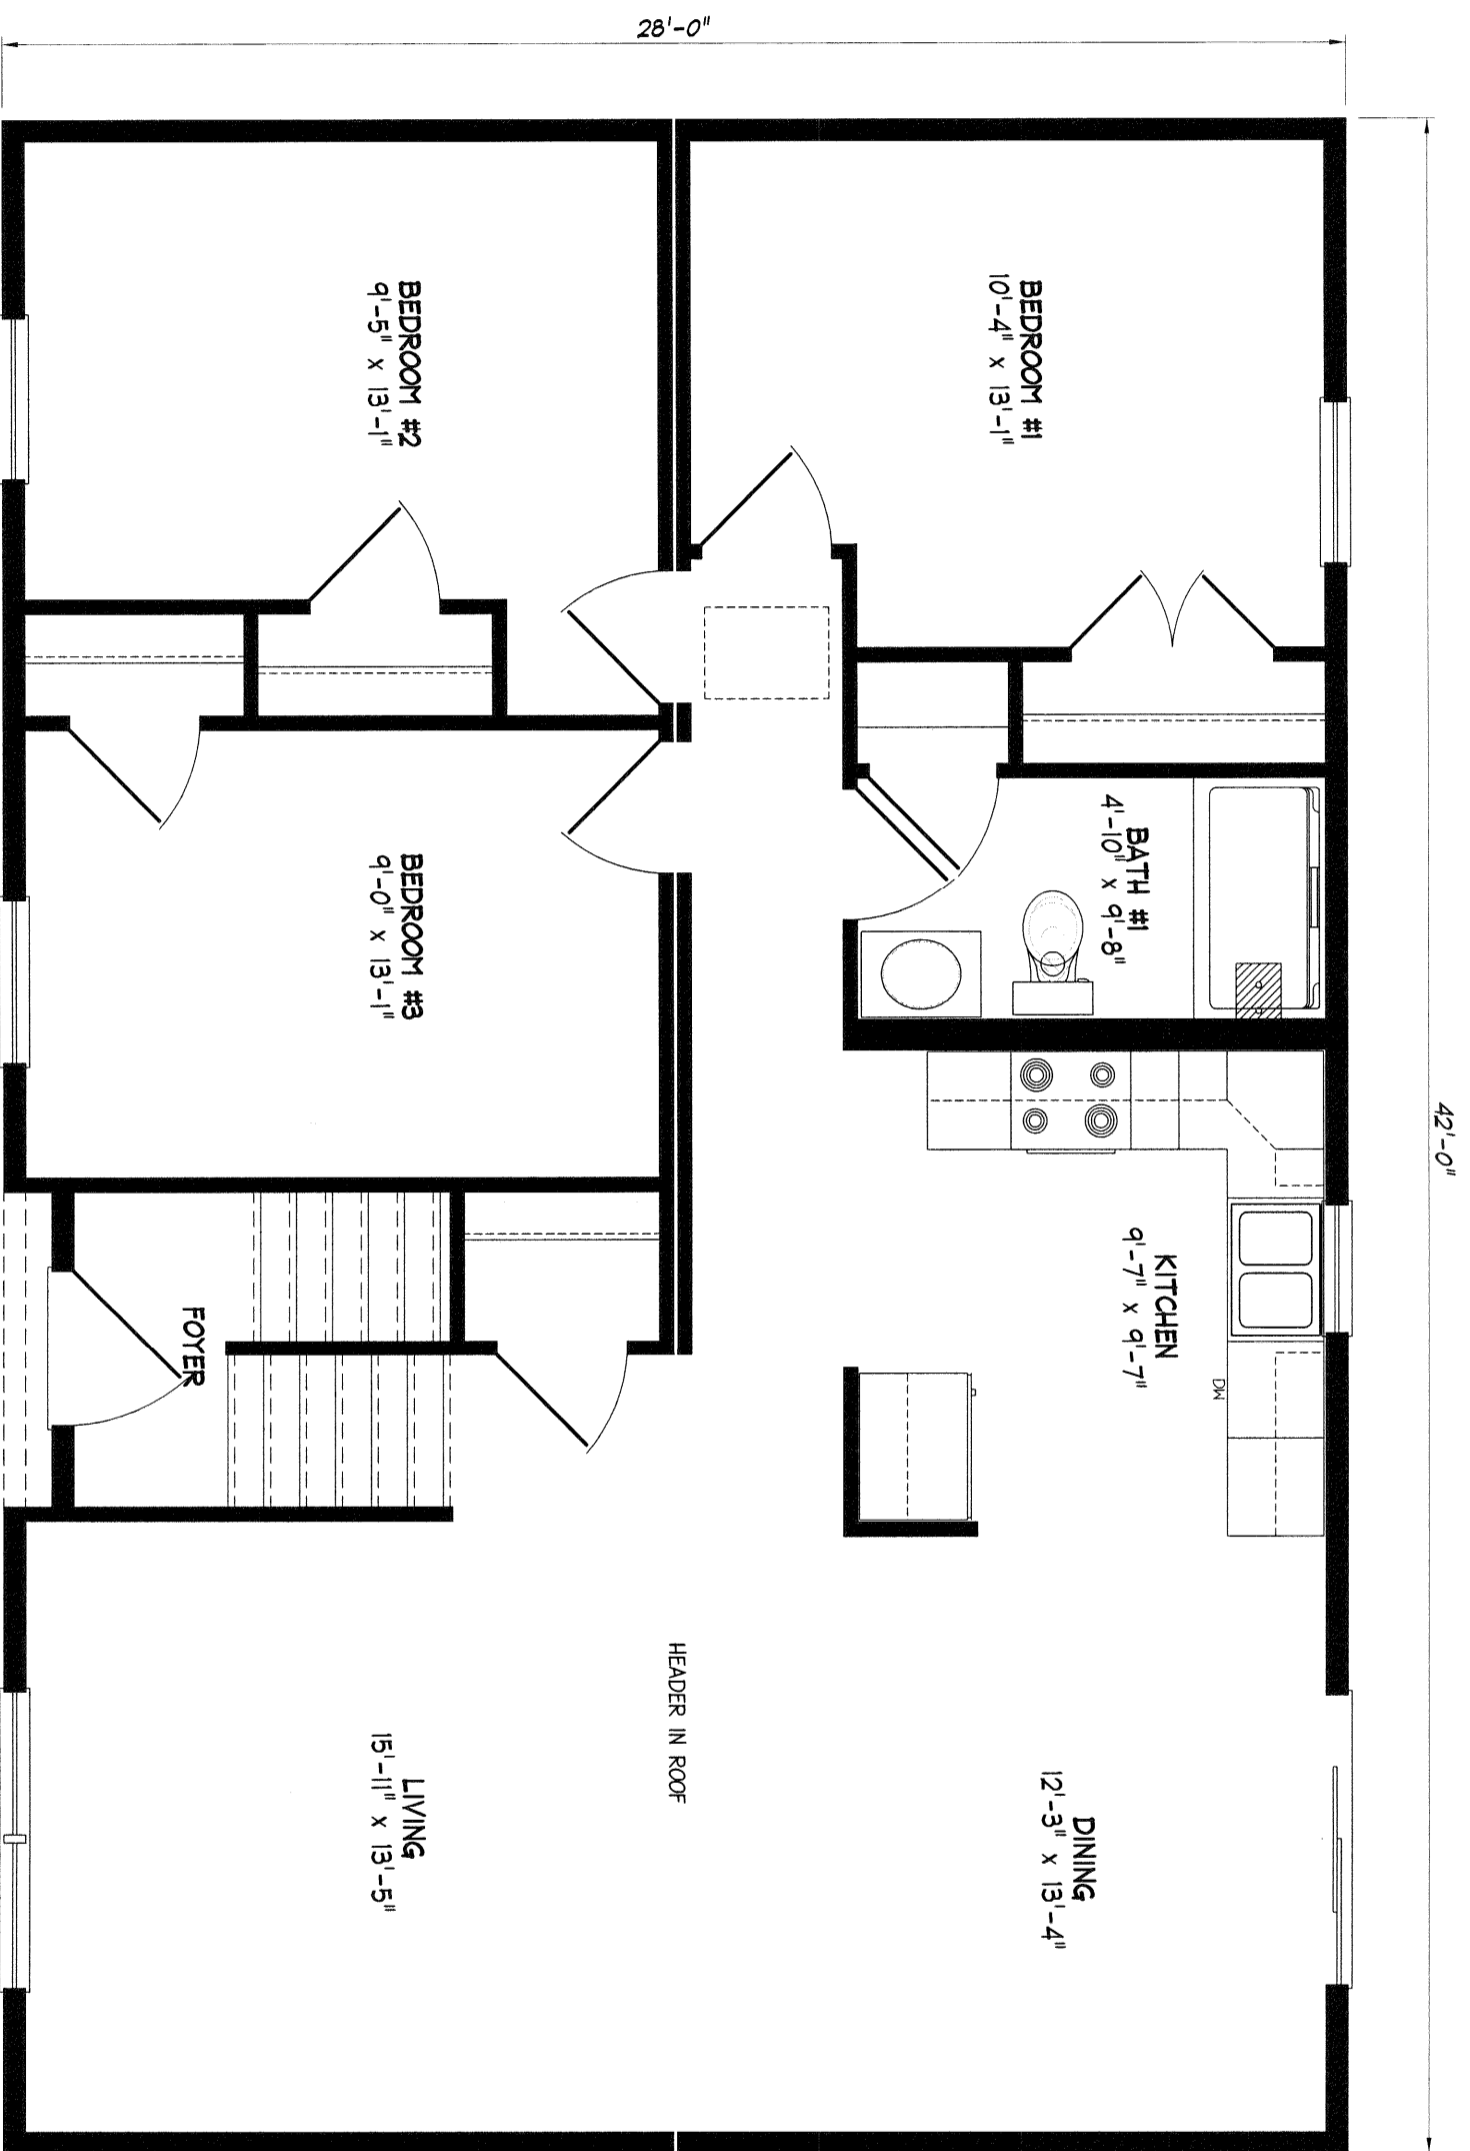 28'-0"
42'-0"
BEDROOM #1
10'-4" x 13'-1"
BATH #1
4'-10" x 9'-8"
KITCHEN
9'-7" x 9'-7"
DW
DINING
12'-3" x 13'-4"
HEADER IN ROOF
BEDROOM #2
9'-5" x 13'-1"
BEDROOM #3
9'-0" x 13'-1"
FOYER
LIVING
15'-11" x 13'-5"